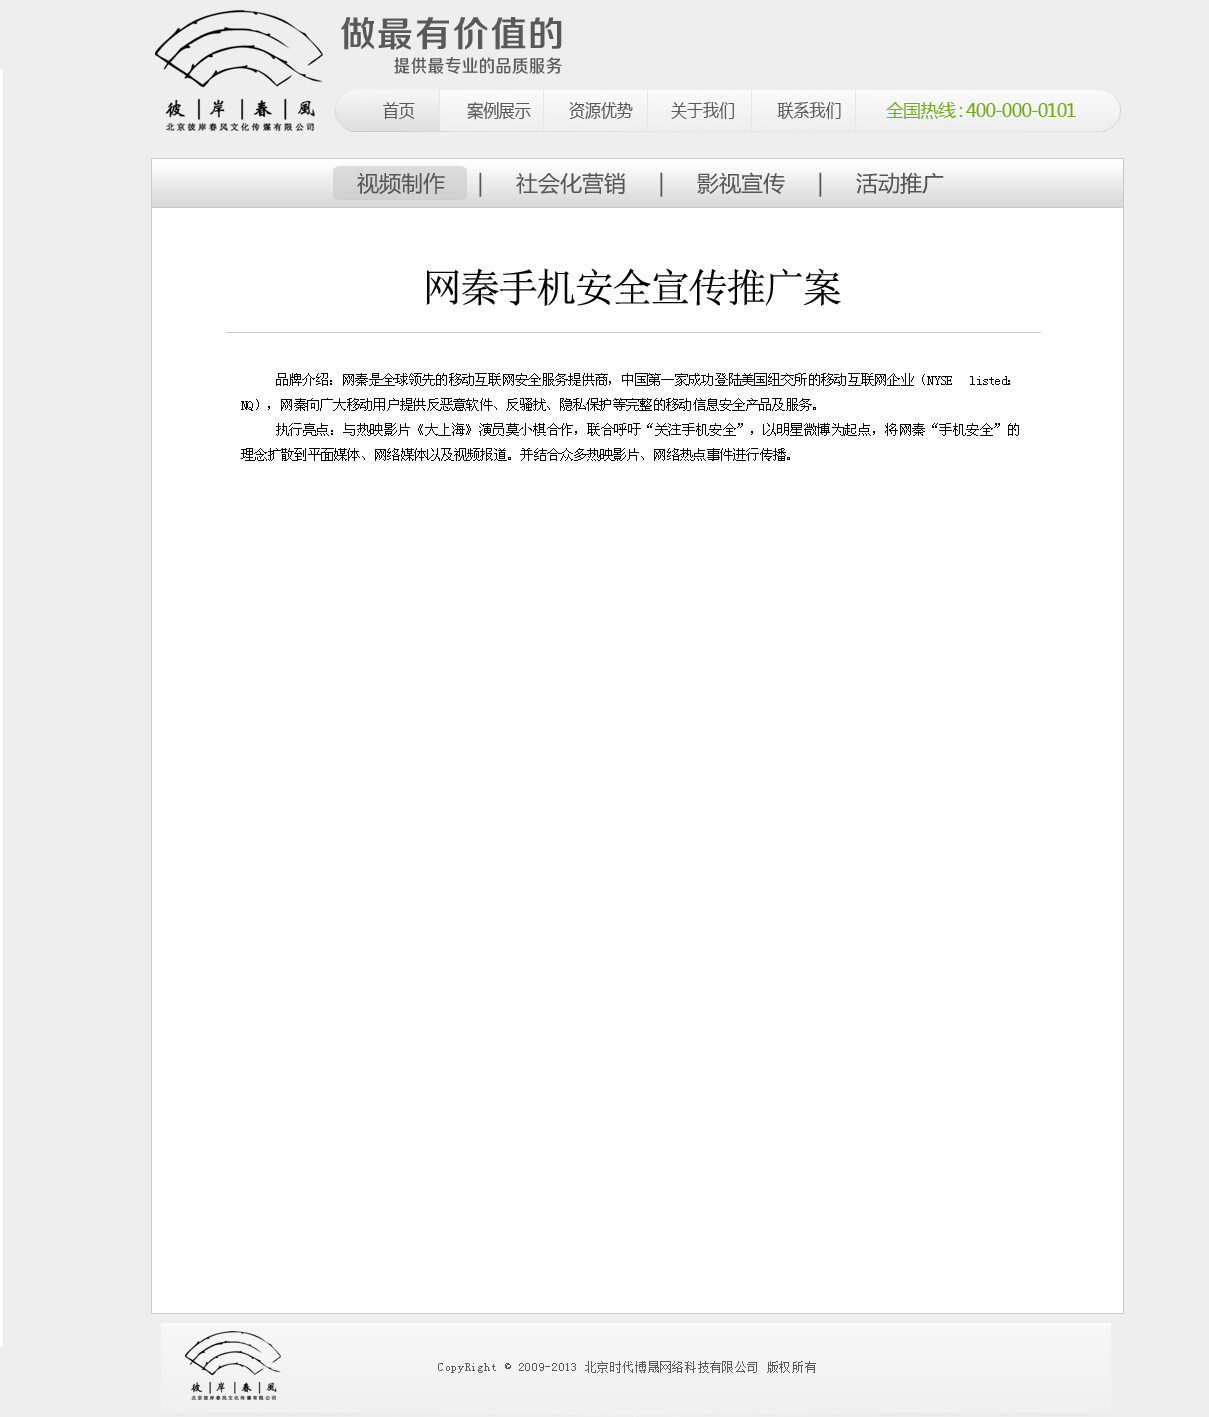 做最有价值的
提供最专业的品质服务
彼|岸|春|風
北京彼岸春风文化传媒有限公司
首页 案例展示 资源优势 关于我们 联系我们 全国热线 : 400-000-0101
视频制作 | 社会化营销 | 影视宣传 | 活动推广
网秦手机安全宣传推广案
品牌介绍：网秦是全球领先的移动互联网安全服务提供商，中国第一家成功登陆美国纽交所的移动互联网企业（NYSE listed:
NQ），网秦向广大移动用户提供反恶意软件、反骚扰、隐私保护等完整的移动信息安全产品及服务。
执行亮点：与热映影片《大上海》演员莫小棋合作，联合呼吁“关注手机安全”，以明星微博为起点，将网秦“手机安全”的
理念扩散到平面媒体、网络媒体以及视频报道。并结合众多热映影片、网络热点事件进行传播。
彼|岸|春|風
北京彼岸春风文化传媒有限公司
CopyRight © 2009-2013 北京时代博晟网络科技有限公司 版权所有